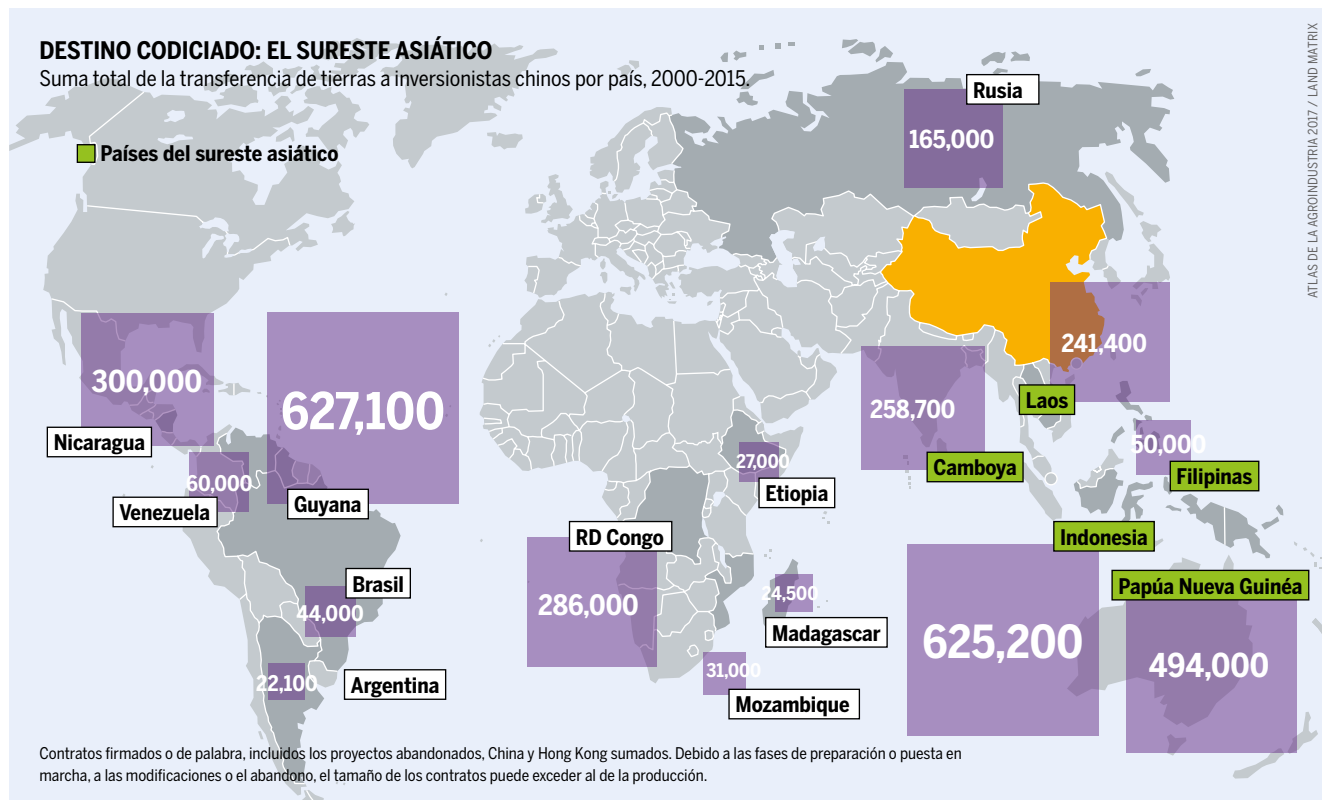 DESTINO CODICIADO: EL SURESTE ASIÁTICO
Suma total de la transferencia de tierras a inversionistas chinos por país, 2000-2015.
Países del sureste asiático
Rusia
165,000
241,400
Laos
258,700
Camboya
50,000
Filipinas
Indonesia
625,200
Papúa Nueva Guinéa
494,000
300,000
Nicaragua
627,100
Guyana
60,000
Venezuela
Brasil
44,000
22,100
Argentina
27,000
Etiopia
RD Congo
286,000
24,500
Madagascar
31,000
Mozambique
Contratos firmados o de palabra, incluidos los proyectos abandonados, China y Hong Kong sumados. Debido a las fases de preparación o puesta en
marcha, a las modificaciones o el abandono, el tamaño de los contratos puede exceder al de la producción.
ATLAS DE LA AGROINDUSTRIA 2017 / LAND MATRIX